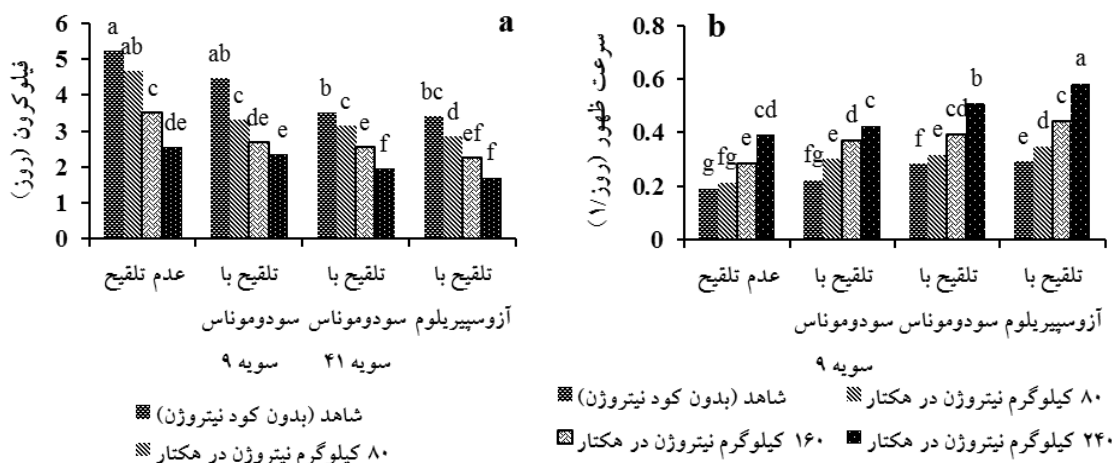 a
فیلوکرون (روز)
6
5
4
3
2
1
0
a ab c de
ab c de e
b c e f
bc d ef f
عدم تلقیح
تلقیح با سودوموناس سویه ۹
تلقیح با سودوموناس سویه ۴۱
تلقیح با آزوسپیریلوم
شاهد (بدون کود نیتروژن)
۸۰ کیلوگرم نیتروژن در هکتار
b
سرعت ظهور (روز/۱)
0.8
0.6
0.4
0.2
0
g fg e cd
fg e d c
f e cd b
e d c a
عدم تلقیح
تلقیح با سودوموناس سویه ۹
تلقیح با سودوموناس
تلقیح با آزوسپیریلوم
شاهد (بدون کود نیتروژن)
۸۰ کیلوگرم نیتروژن در هکتار
۱۶۰ کیلوگرم نیتروژن در هکتار
۲۴۰ کیلوگرم نیتروژن در هکتار